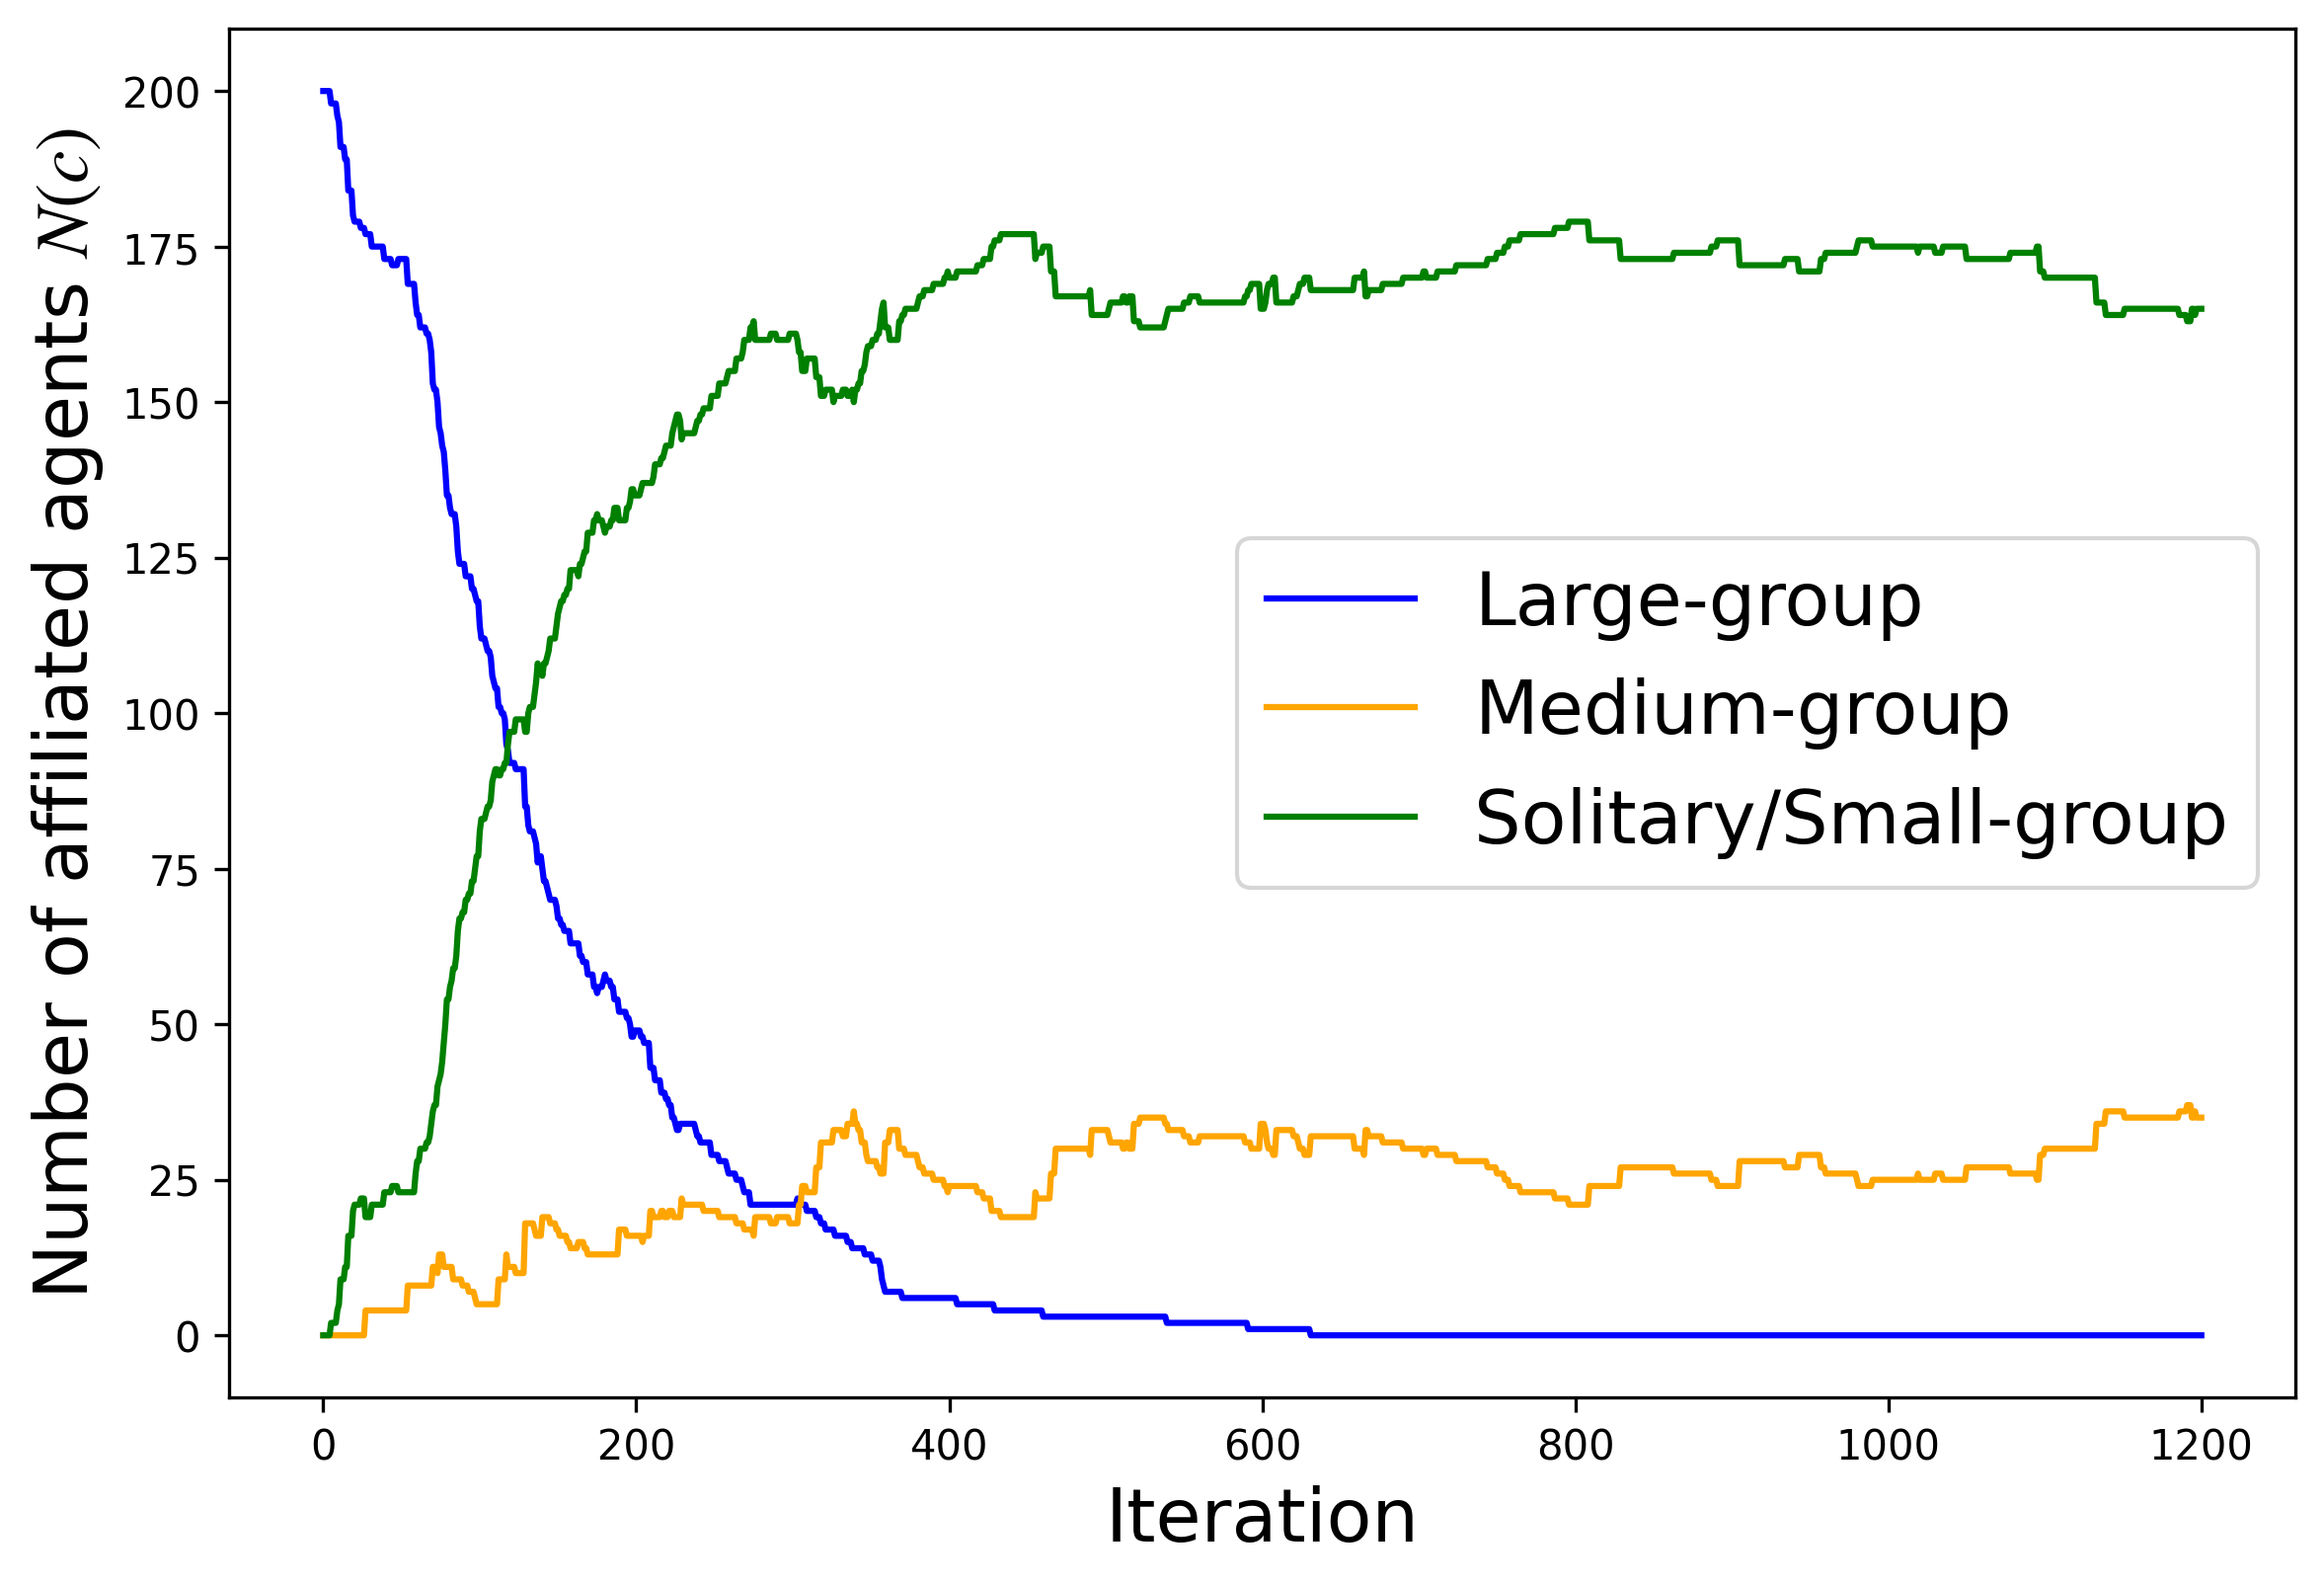 Number of affiliated agents N(c)
200
175
150
125
100
75
50
25
0
Large-group
Medium-group
Solitary/Small-group
0 200 400 600 800 1000 1200
Iteration